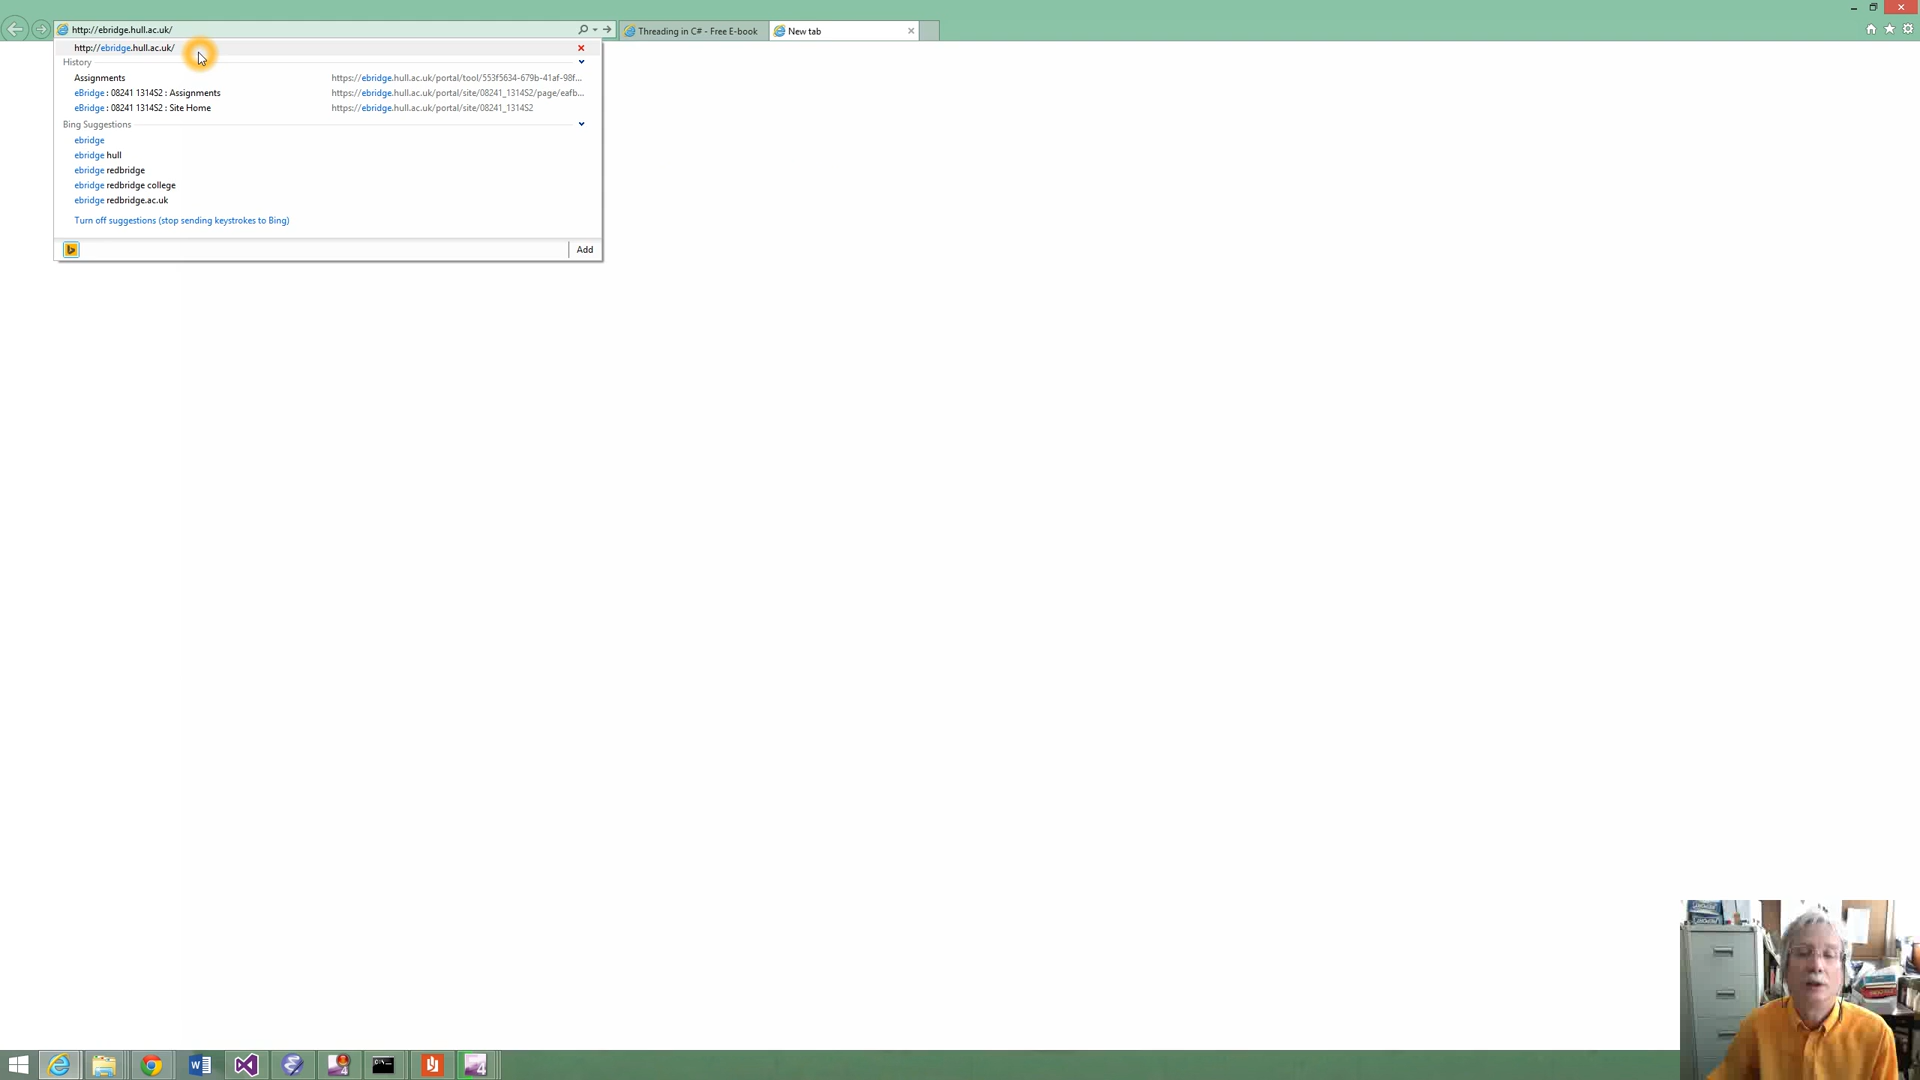 http://ebridge.hull.ac.uk/
Threading in C# - Free E-book
New tab
http://ebridge.hull.ac.uk/
History
Assignments https://ebridge.hull.ac.uk/portal/tool/553f5634-679b-41af-98f...
eBridge : 08241 1314S2 : Assignments https://ebridge.hull.ac.uk/portal/site/08241_1314S2/page/eafb...
eBridge : 08241 1314S2 : Site Home https://ebridge.hull.ac.uk/portal/site/08241_1314S2
Bing Suggestions
ebridge
ebridge hull
ebridge redbridge
ebridge redbridge college
ebridge redbridge.ac.uk
Turn off suggestions (stop sending keystrokes to Bing)
Add